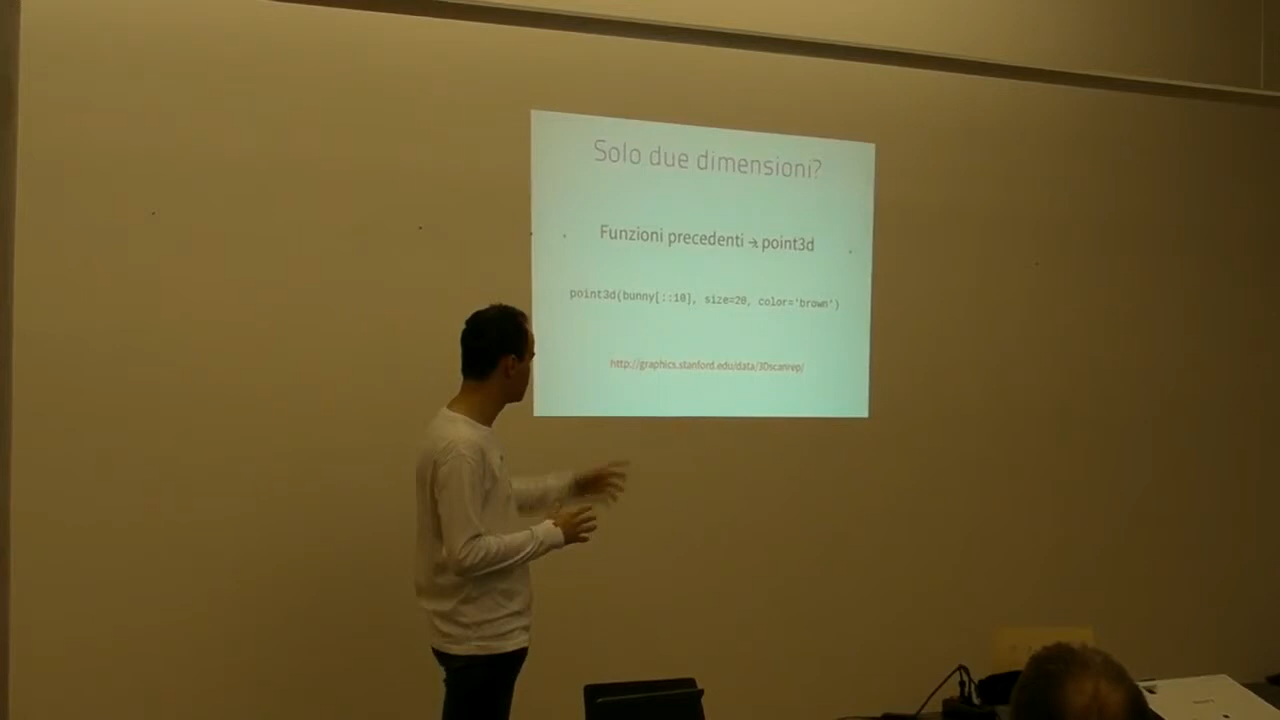 Solo due dimensioni?
Funzioni precedenti → point3d
point3d(bunny[::10], size=20, color='brown')
http://graphics.stanford.edu/data/3Dscanrep/